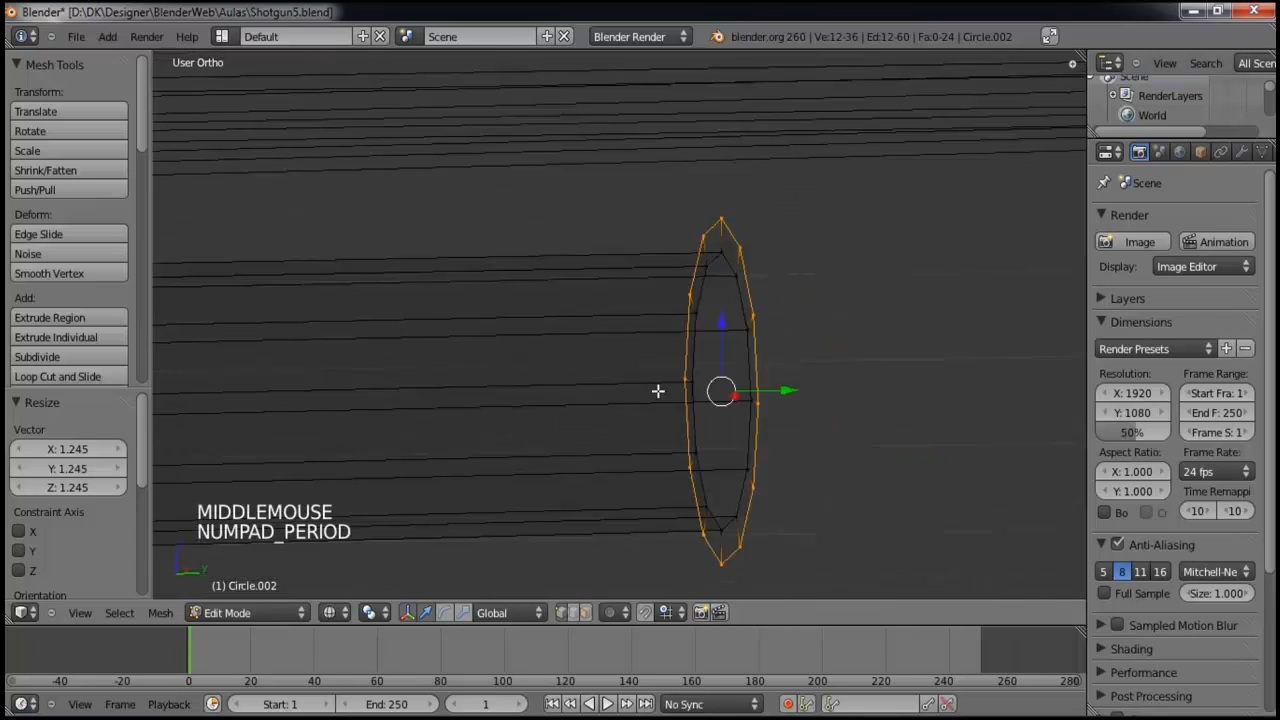 Blender* [D:\DK\Designer\BlenderWeb\Aulas\Shotgun5.blend]
File Add Render Help Default Scene Blender Render blender.org 260 | Ve:12-36 | Ed:12-60 | Fa:0-24 | Circle.002
Mesh Tools
Transform:
Translate
Rotate
Scale
Shrink/Fatten
Push/Pull
Deform:
Edge Slide
Noise
Smooth Vertex
Add:
Extrude Region
Extrude Individual
Subdivide
Loop Cut and Slide
Resize
Vector
X: 1.245
Y: 1.245
Z: 1.245
Constraint Axis
X
Y
Z
Orientation
User Ortho
MIDDLEMOUSE
NUMPAD_PERIOD
y
(1) Circle.002
View Select Mesh Edit Mode Global
View Search All Scen
Scene
RenderLayers
World
Scene
Render
Image Animation
Display: Image Editor
Layers
Dimensions
Render Presets
Resolution: Frame Range:
X: 1920 Start Fra: 1
Y: 1080 End F: 250
50% Frame S: 1
Aspect Ratio: Frame Rate:
X: 1.000 24 fps
Y: 1.000 Time Remappi
Bo Cr 10 10
Anti-Aliasing
5 8 11 16 Mitchell-Ne
Full Sample Size: 1.000
Sampled Motion Blur
Shading
Performance
Post Processing
-40 -20 0 20 40 60 80 100 120 140 160 180 200 220 240 260 280
View Frame Playback Start: 1 End: 250 1 No Sync